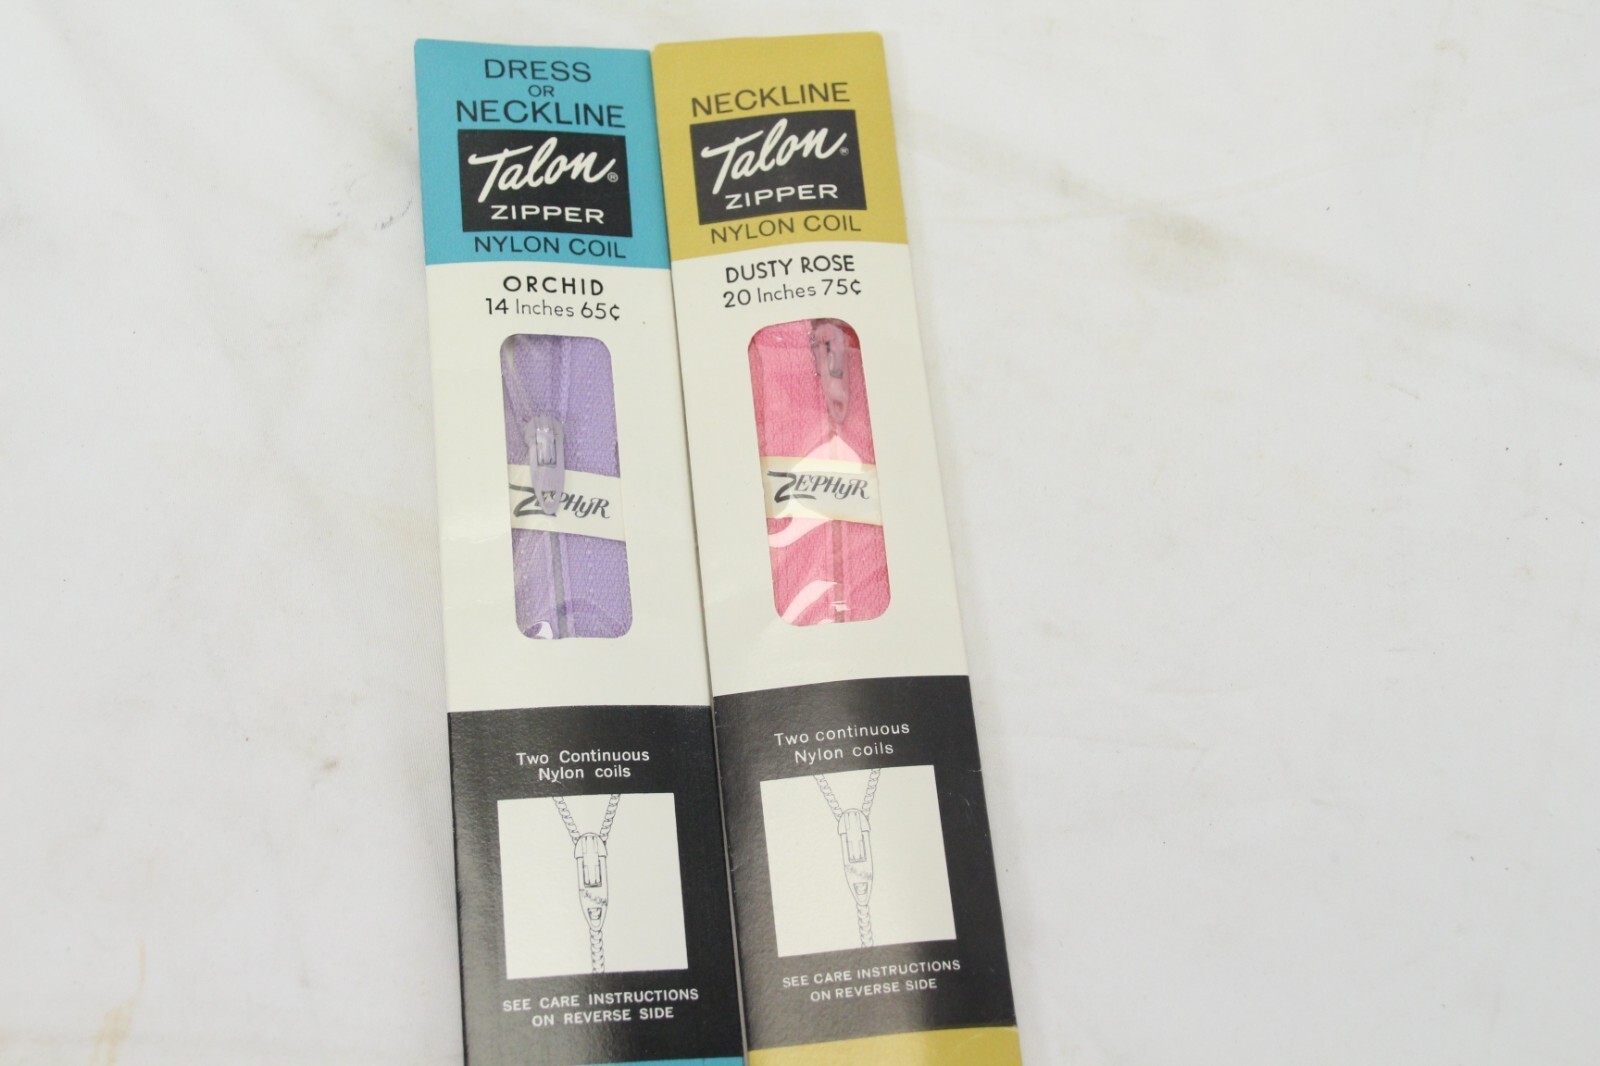 DRESS
OR
NECKLINE
Talon®
ZIPPER
NYLON COIL
ORCHID
14 Inches 65¢
ZEPHyR
Two Continuous
Nylon coils
TALON
SEE CARE INSTRUCTIONS
ON REVERSE SIDE
NECKLINE
Talon®
ZIPPER
NYLON COIL
DUSTY ROSE
20 Inches 75¢
ZEPHyR
Two continuous
Nylon coils
TALON
SEE CARE INSTRUCTIONS
ON REVERSE SIDE